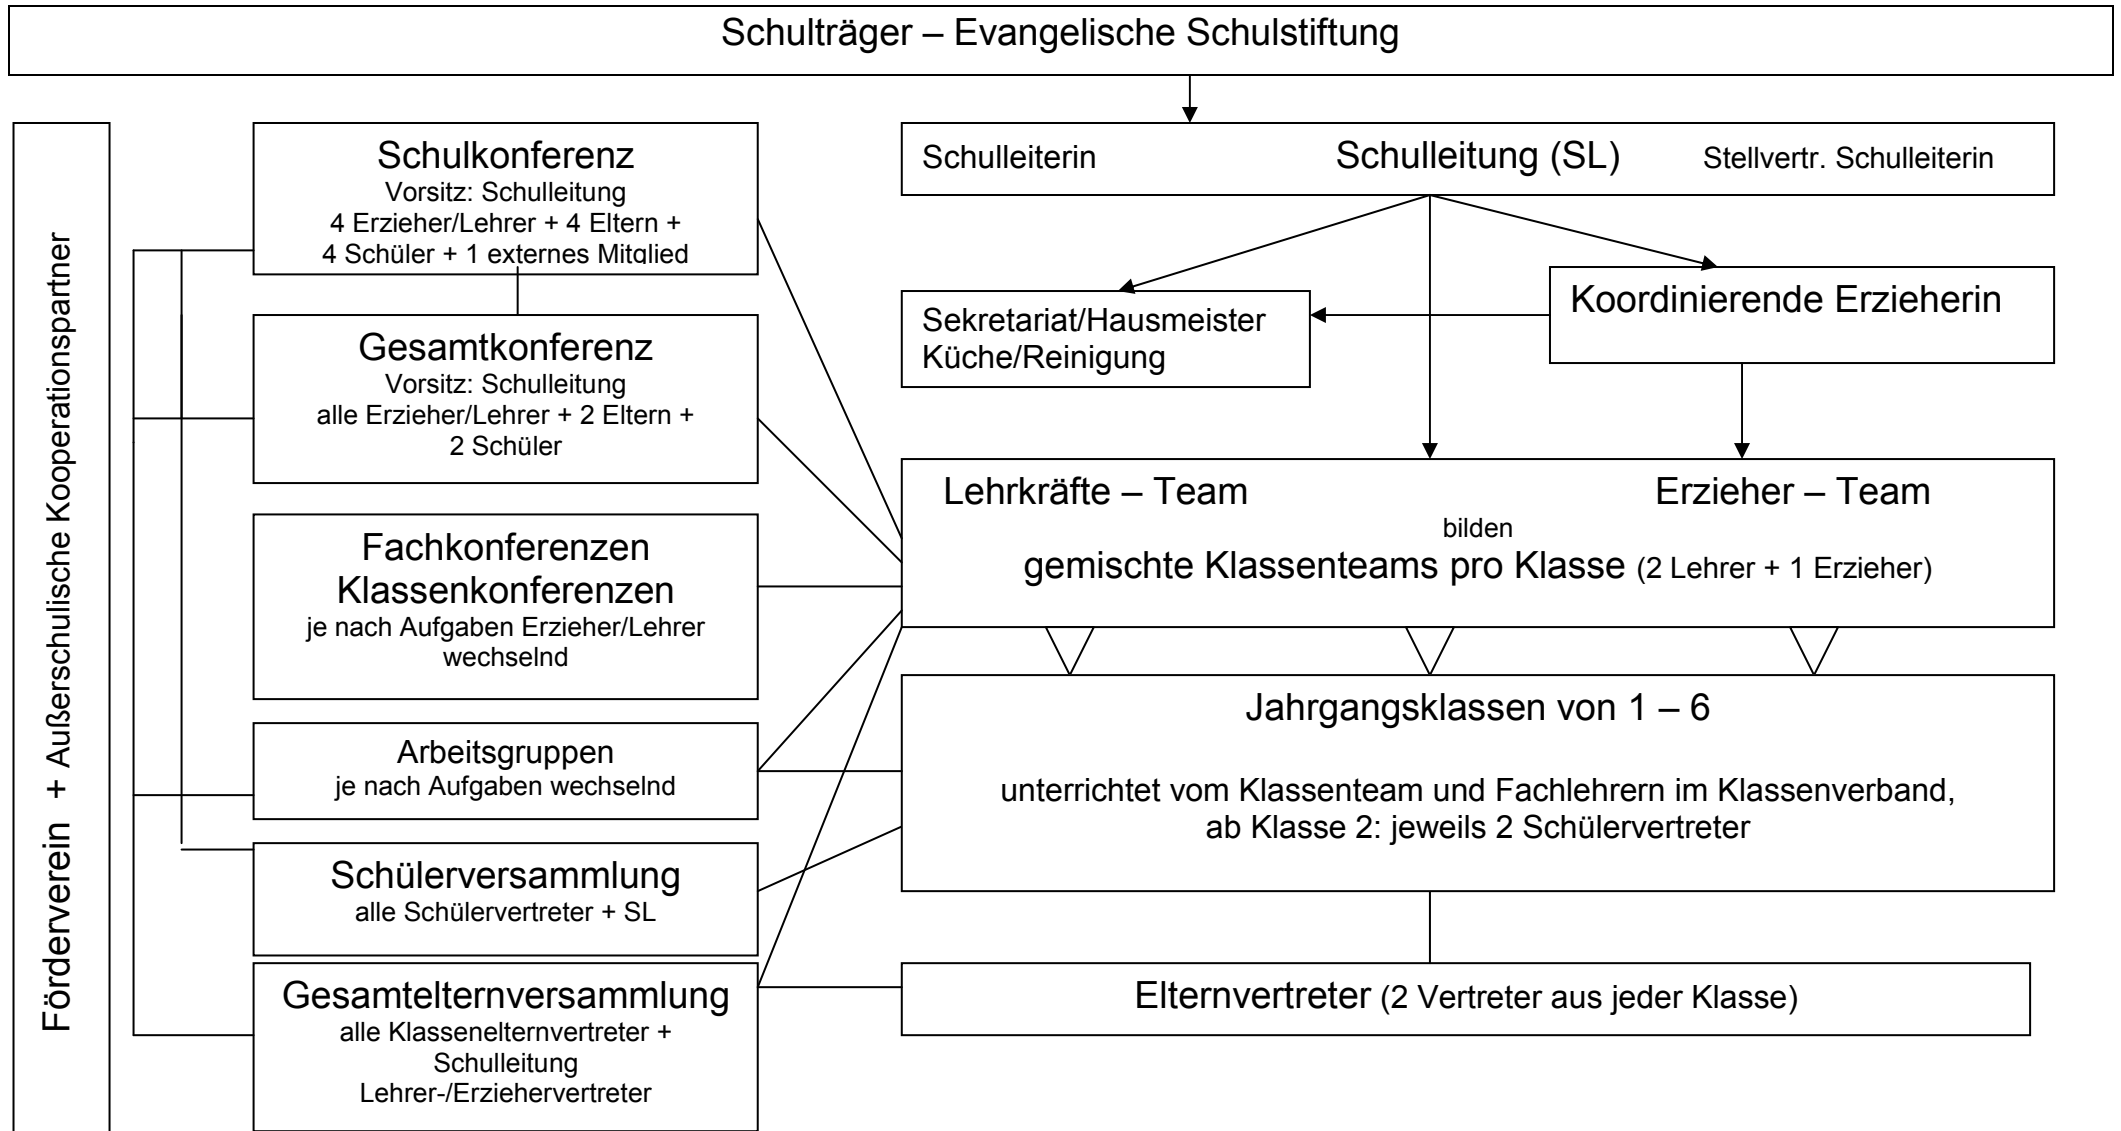 Schulträger – Evangelische Schulstiftung
Förderverein + Außerschulische Kooperationspartner
Schulkonferenz
Vorsitz: Schulleitung
4 Erzieher/Lehrer + 4 Eltern +
4 Schüler + 1 externes Mitglied
Gesamtkonferenz
Vorsitz: Schulleitung
alle Erzieher/Lehrer + 2 Eltern +
2 Schüler
Fachkonferenzen
Klassenkonferenzen
je nach Aufgaben Erzieher/Lehrer
wechselnd
Arbeitsgruppen
je nach Aufgaben wechselnd
Schülerversammlung
alle Schülervertreter + SL
Gesamtelternversammlung
alle Klassenelternvertreter +
Schulleitung
Lehrer-/Erziehervertreter
Schulleiterin Schulleitung (SL) Stellvertr. Schulleiterin
Sekretariat/Hausmeister
Küche/Reinigung
Koordinierende Erzieherin
Lehrkräfte – Team Erzieher – Team
bilden
gemischte Klassenteams pro Klasse (2 Lehrer + 1 Erzieher)
Jahrgangsklassen von 1 – 6
unterrichtet vom Klassenteam und Fachlehrern im Klassenverband,
ab Klasse 2: jeweils 2 Schülervertreter
Elternvertreter (2 Vertreter aus jeder Klasse)